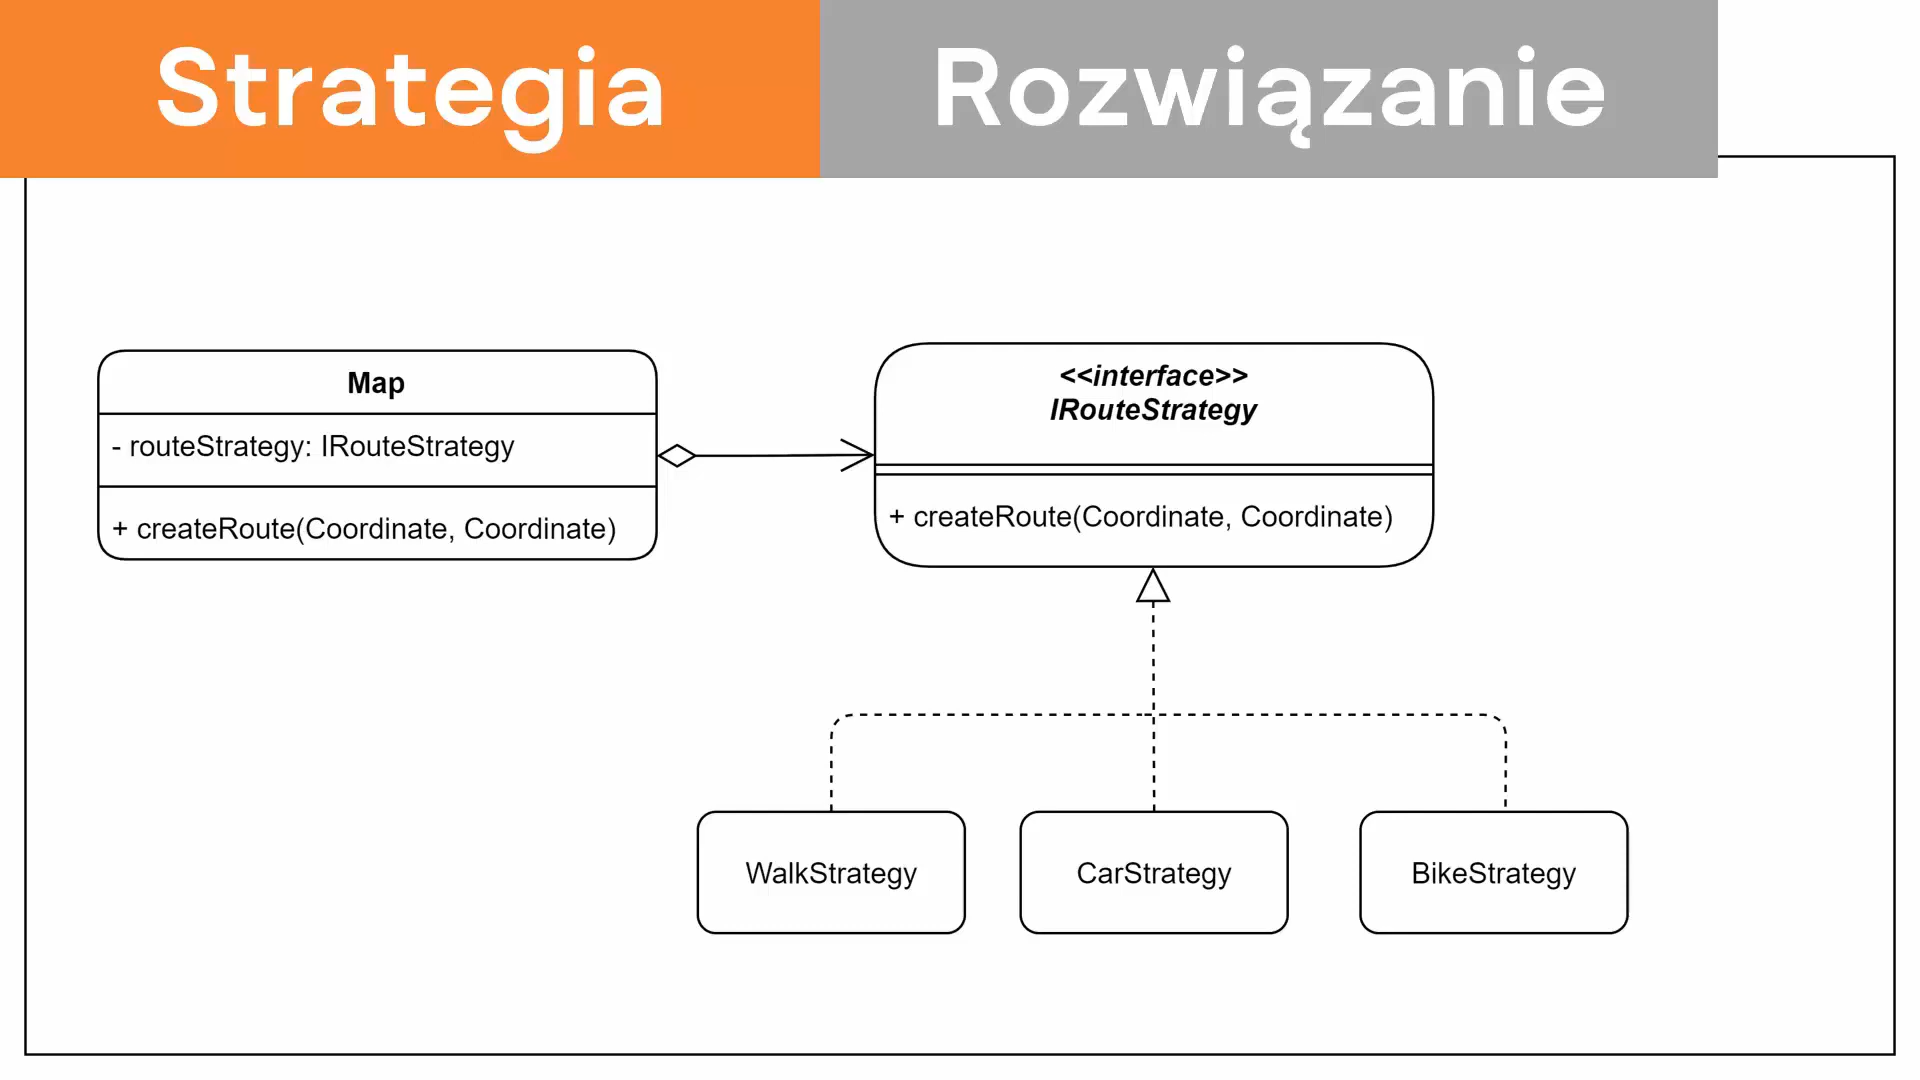 Strategia
Rozwiązanie
Map
- routeStrategy: IRouteStrategy
+ createRoute(Coordinate, Coordinate)
<<interface>>
IRouteStrategy
+ createRoute(Coordinate, Coordinate)
WalkStrategy
CarStrategy
BikeStrategy